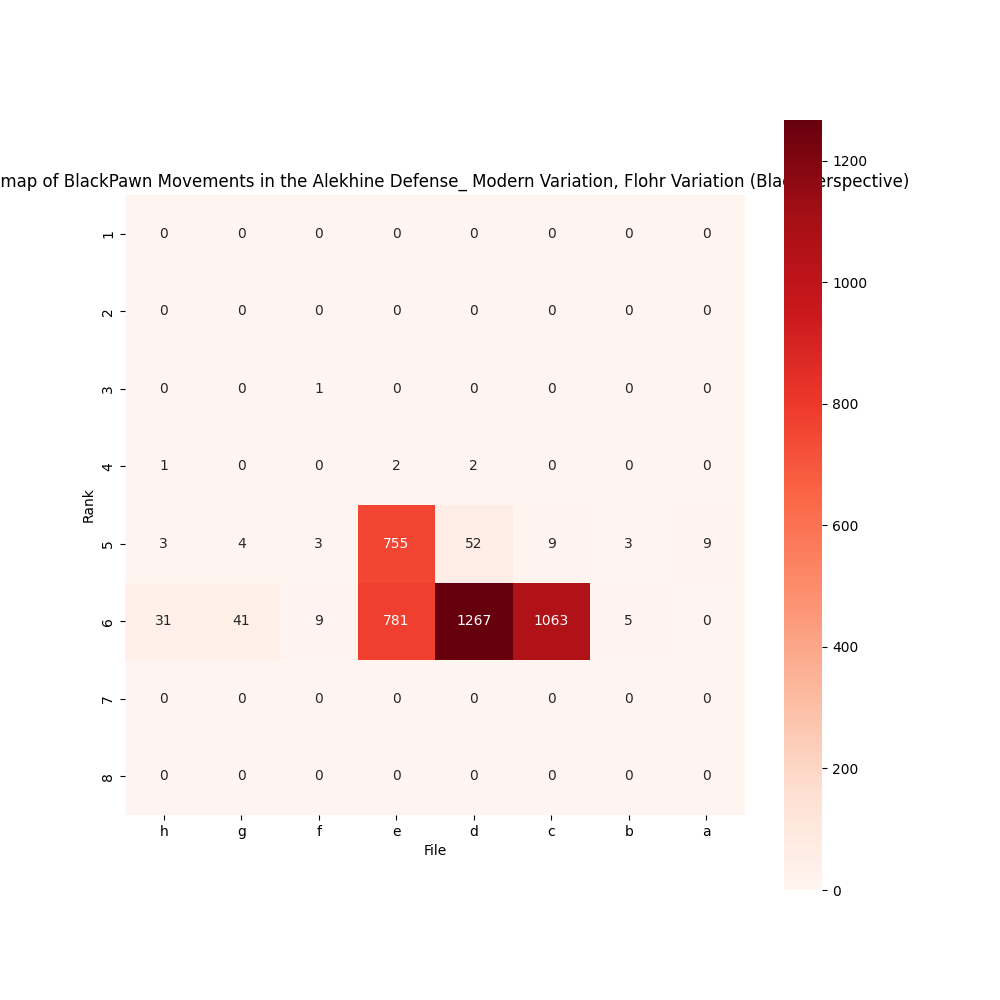 map of BlackPawn Movements in the Alekhine Defense_ Modern Variation, Flohr Variation (Black Perspective)
1 0 0 0 0 0 0 0 0
2 0 0 0 0 0 0 0 0
3 0 0 1 0 0 0 0 0
4 1 0 0 2 2 0 0 0
5 3 4 3 755 52 9 3 9
6 31 41 9 781 1267 1063 5 0
7 0 0 0 0 0 0 0 0
8 0 0 0 0 0 0 0 0
h g f e d c b a
File
Rank
1200
1000
800
600
400
200
0